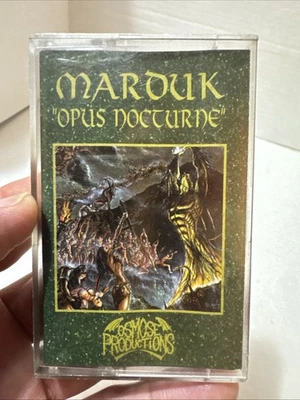 MARDUK
"OPUS NOCTURNE"
OSMOSE
PRODUCTIONS